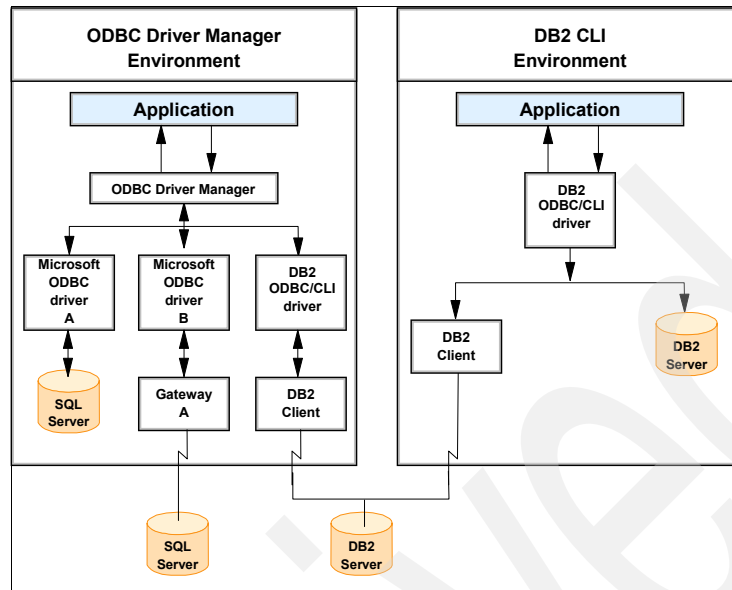 ODBC Driver Manager
Environment
Application
ODBC Driver Manager
Microsoft
ODBC
driver
A
Microsoft
ODBC
driver
B
DB2
ODBC/CLI
driver
SQL
Server
Gateway
A
DB2
Client
SQL
Server
DB2
Server
DB2 CLI
Environment
Application
DB2
ODBC/CLI
driver
DB2
Client
DB2
Server